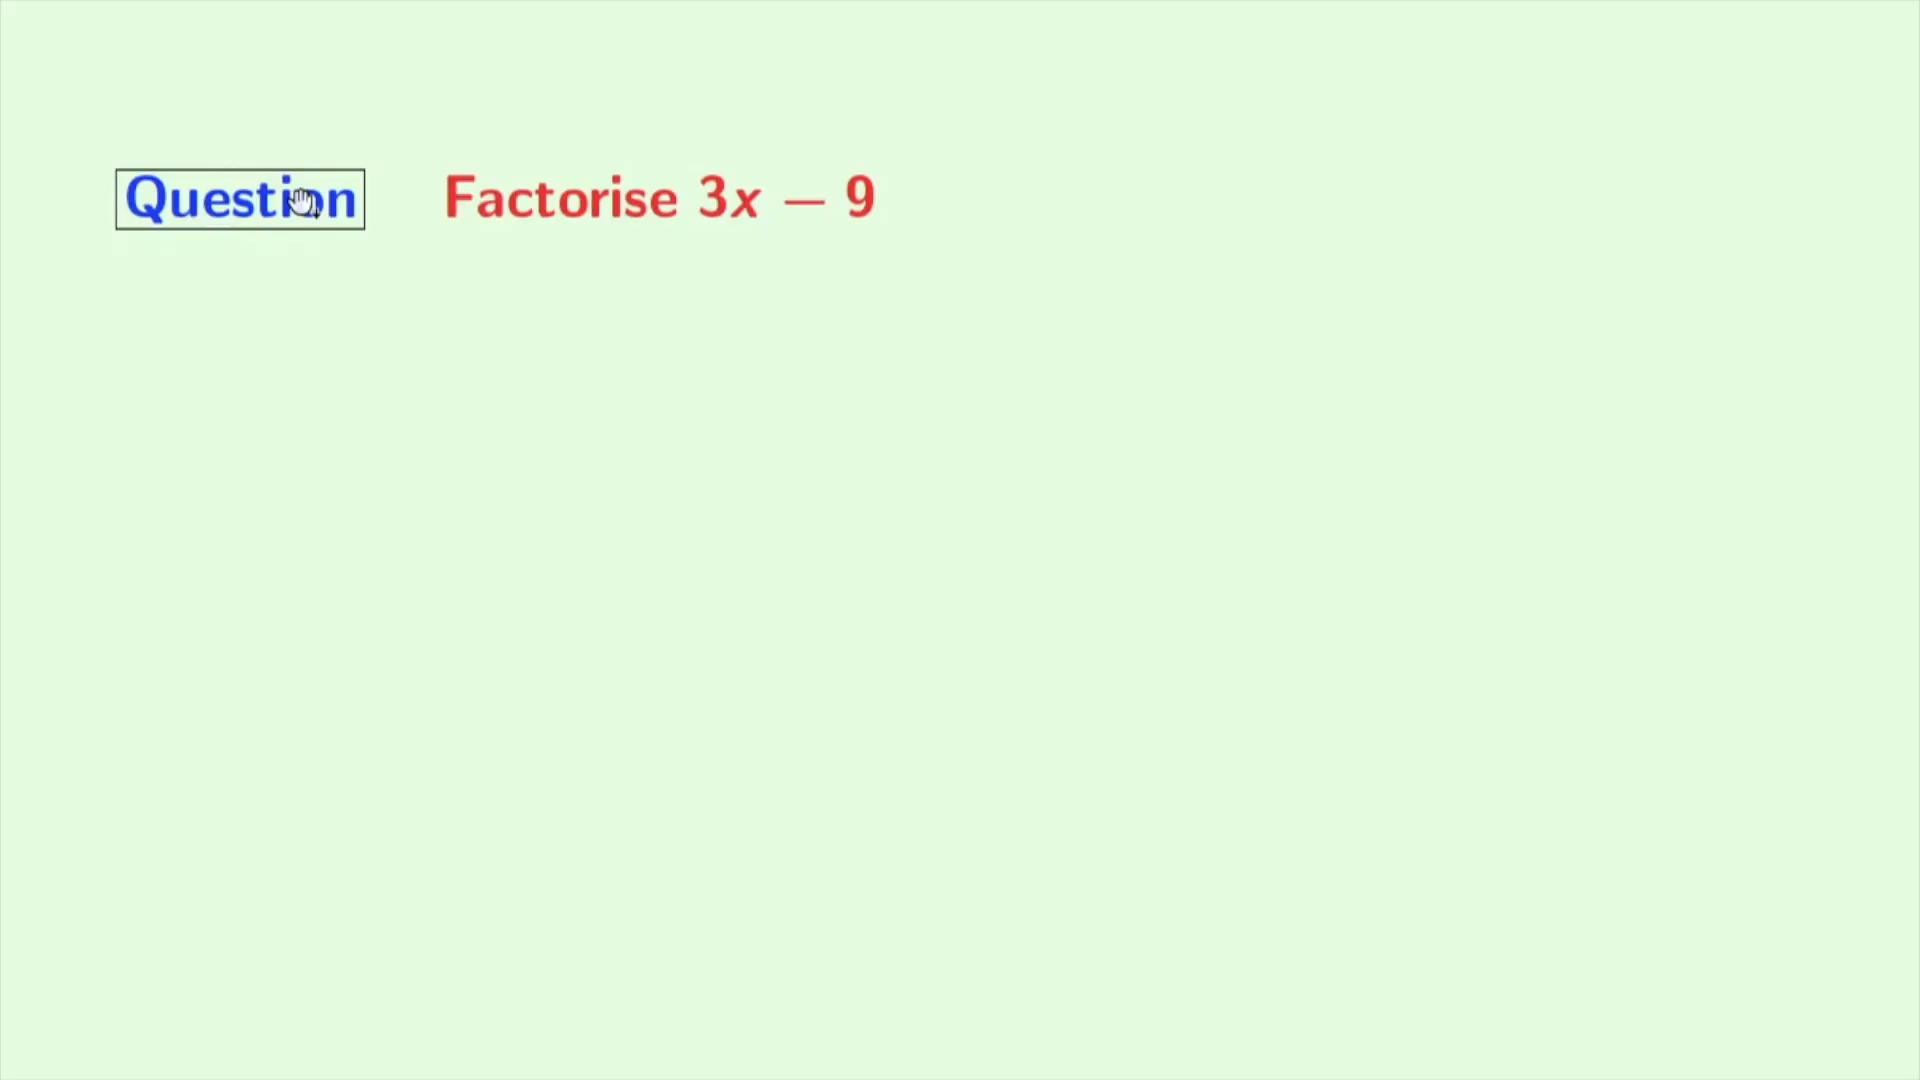 Question Factorise 3x − 9